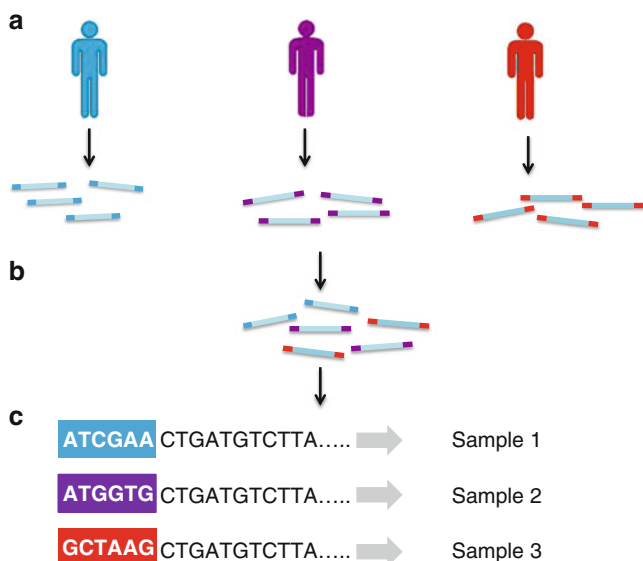 a
b
c
ATCGAA CTGATGTCTTA..... Sample 1
ATGGTG CTGATGTCTTA..... Sample 2
GCTAAG CTGATGTCTTA..... Sample 3